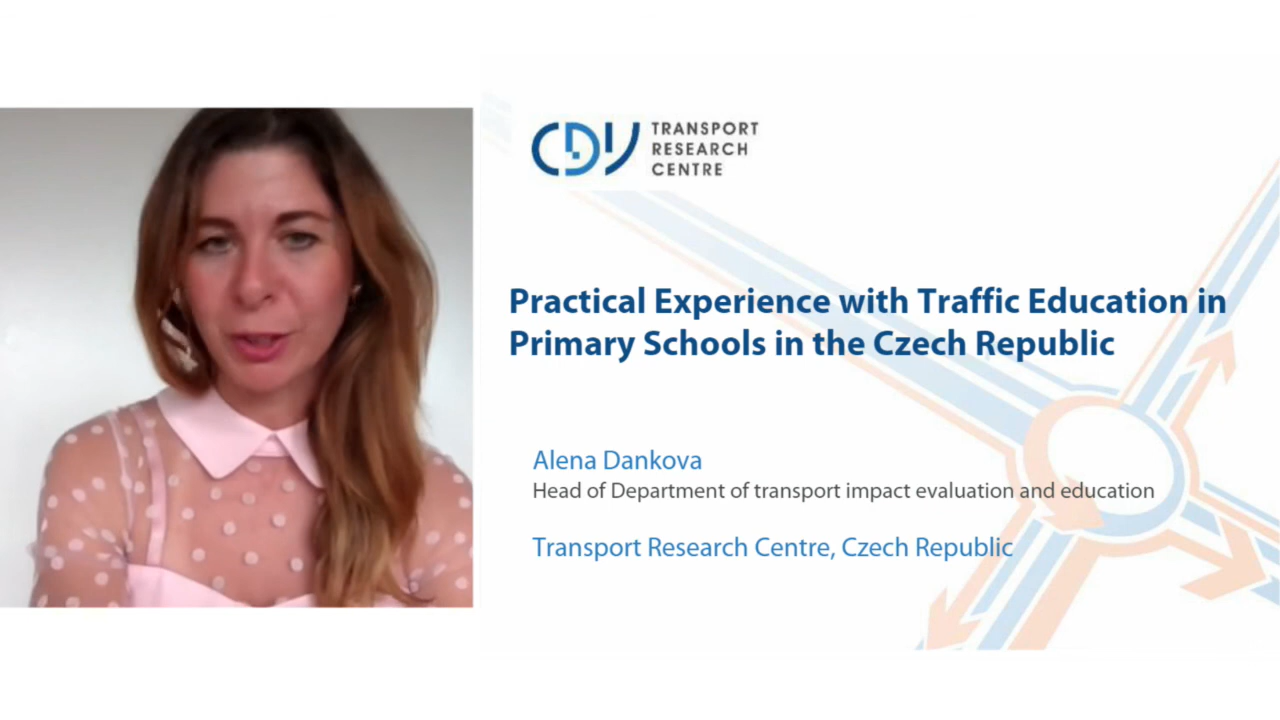 CDV
TRANSPORT
RESEARCH
CENTRE
Practical Experience with Traffic Education in
Primary Schools in the Czech Republic
Alena Dankova
Head of Department of transport impact evaluation and education
Transport Research Centre, Czech Republic